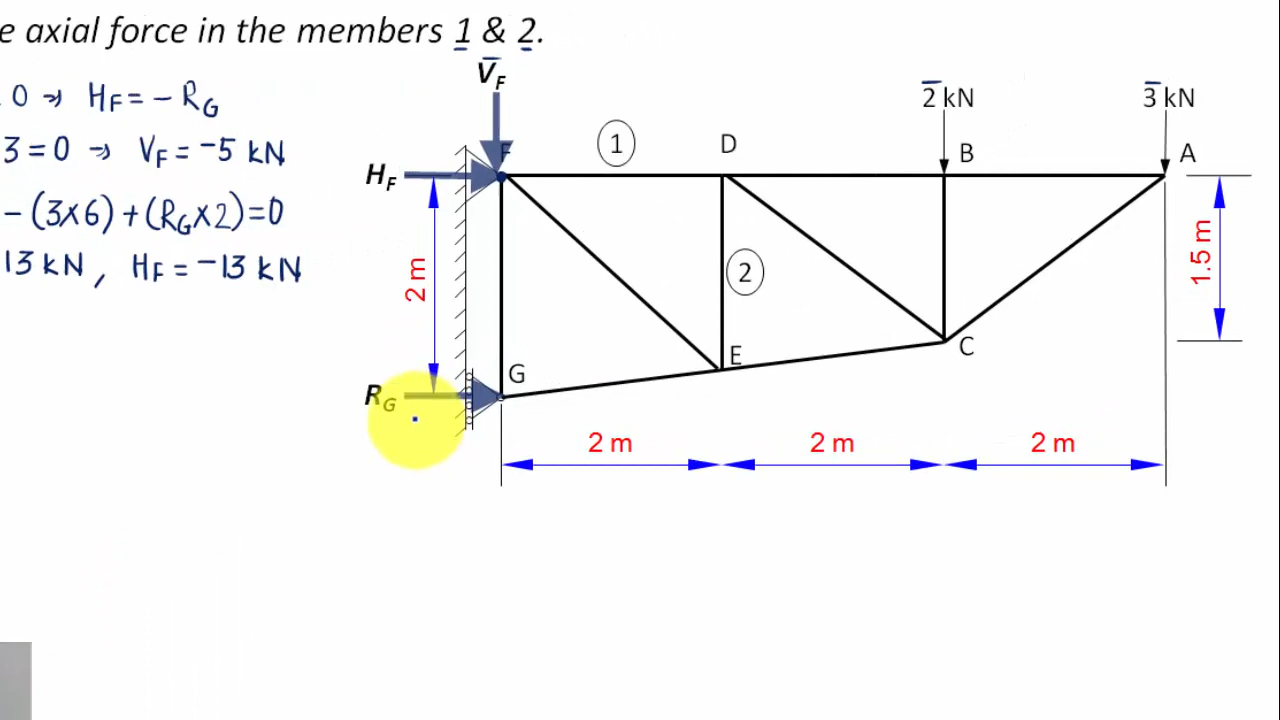 e axial force in the members 1 & 2.
0 ⇒ HF = - RG
3 = 0 ⇒ VF = -5 kN
- (3×6) + (RG×2) = 0
13 kN, HF = -13 kN
VF
2 kN
3 kN
F
1
D
B
A
HF
2 m
2
1.5 m
E
C
G
RG
2 m
2 m
2 m